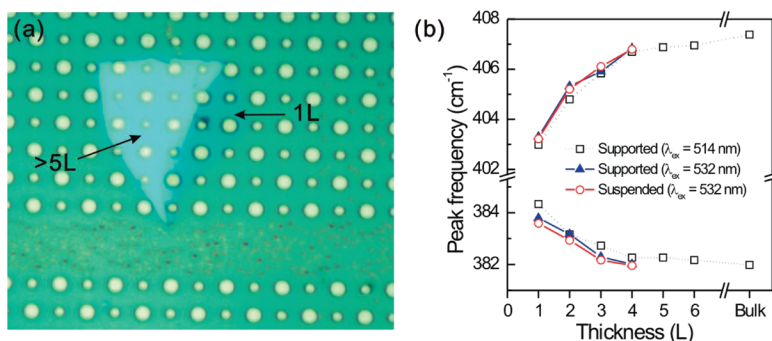 (a)
1L
>5L
(b)
408
406
404
402
384
382
Peak frequency (cm⁻¹)
Supported (λex = 514 nm)
Supported (λex = 532 nm)
Suspended (λex = 532 nm)
1 2 3 4 5 6 Bulk
Thickness (L)